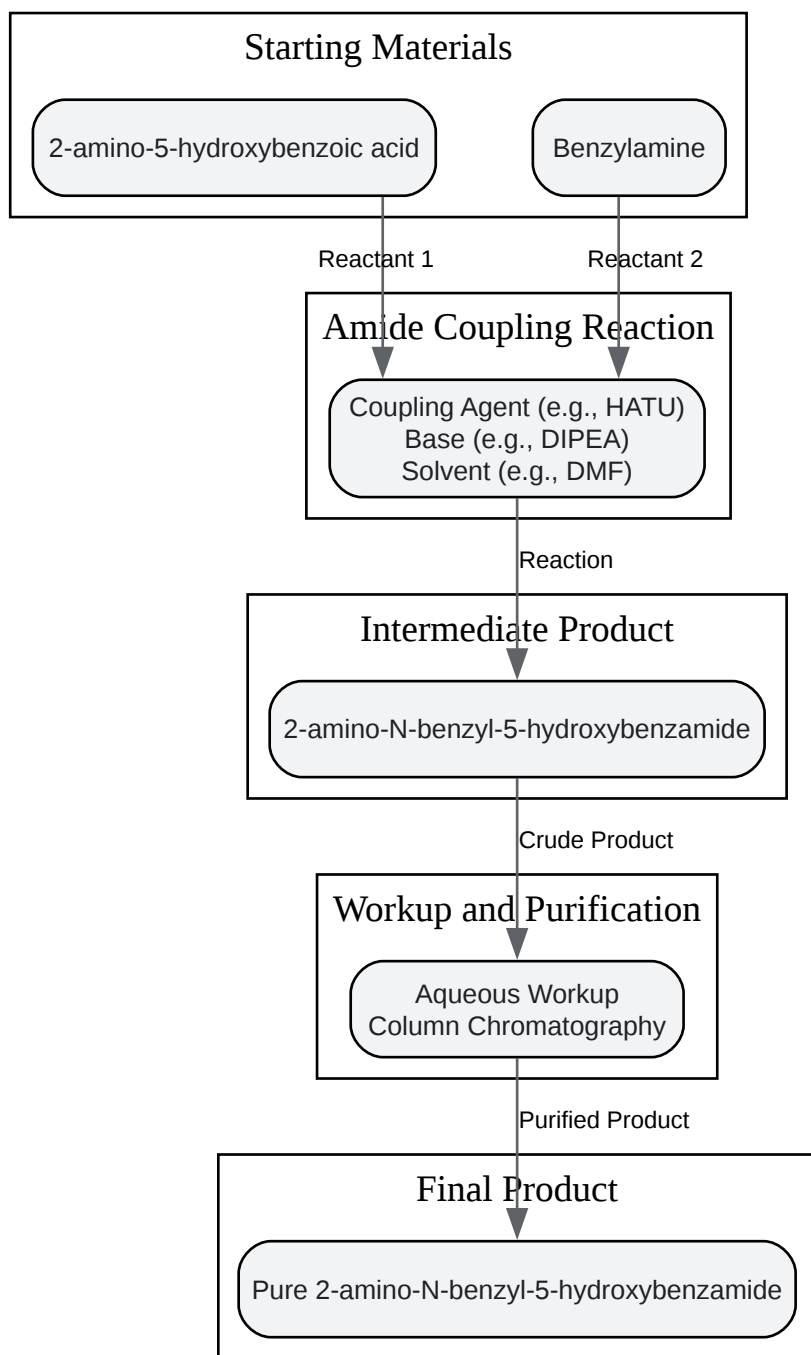 Starting Materials
2-amino-5-hydroxybenzoic acid
Benzylamine
Reactant 1
Reactant 2
Amide Coupling Reaction
Coupling Agent (e.g., HATU)
Base (e.g., DIPEA)
Solvent (e.g., DMF)
Reaction
Intermediate Product
2-amino-N-benzyl-5-hydroxybenzamide
Crude Product
Workup and Purification
Aqueous Workup
Column Chromatography
Purified Product
Final Product
Pure 2-amino-N-benzyl-5-hydroxybenzamide